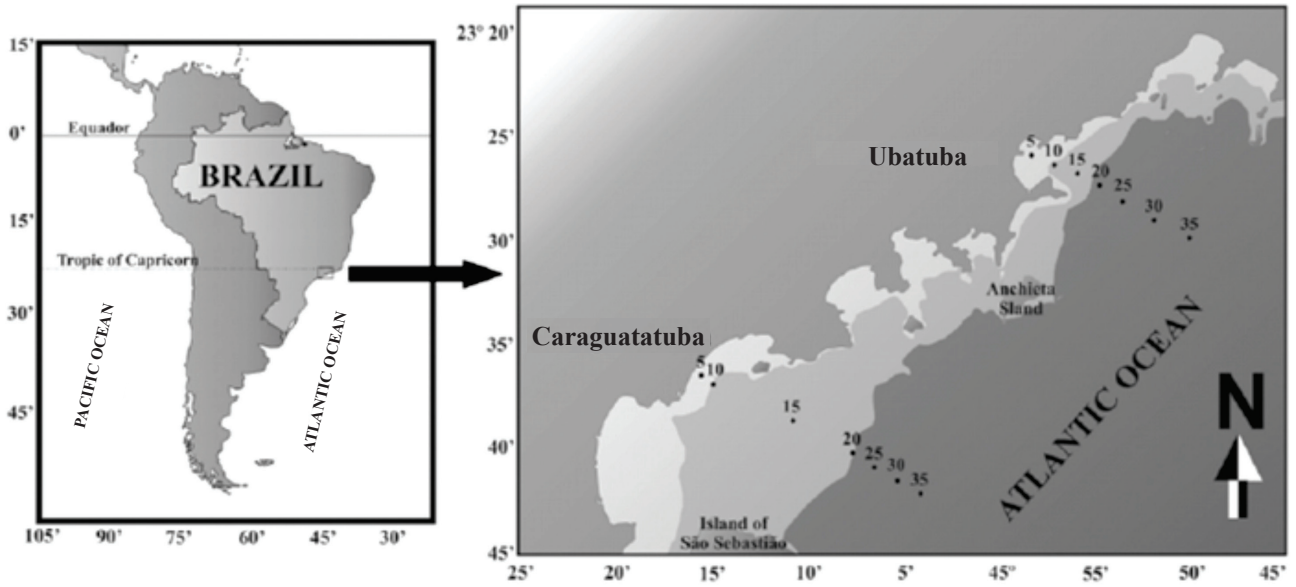 15'
Equador
0'
BRAZIL
15'
Tropic of Capricorn
30'
PACIFIC OCEAN
ATLANTIC OCEAN
45'
105' 90' 75' 60' 45' 30'
23º 20'
25'
Ubatuba
5
10
15
20
25
30
35
30'
Anchieta
Sland
35'
Caraguatatuba
5
10
15
20
25
30
35
40'
ATLANTIC OCEAN
N
Island of
São Sebastião
45'
25' 20' 15' 10' 5' 45º 55' 50' 45'